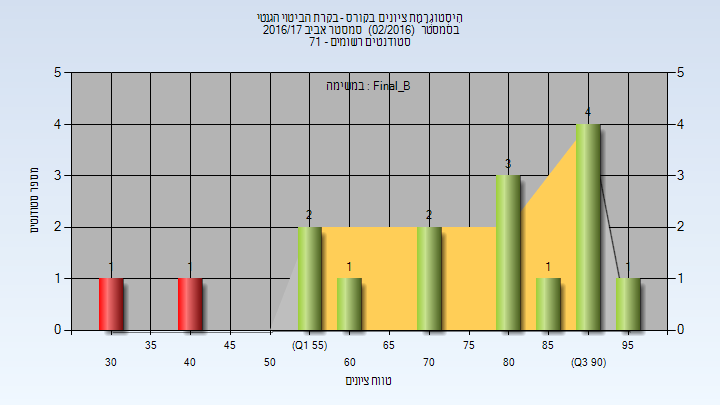 הִיסְטוֹגְרָמַת ציונים בקורס - בקרת הביטוי הגנטי
בסמסטר (02/2016) סמסטר אביב 2016/17
סטודנטים רשומים - 71
במשימה : Final_B
5 5
4 4
3 3
2 2
1 1
0 0
1 1 2 1 2 3 1 4 1
מספר סטודנטים
35 45 (Q1 55) 65 75 85 95
30 40 50 60 70 80 (Q3 90)
טווח ציונים